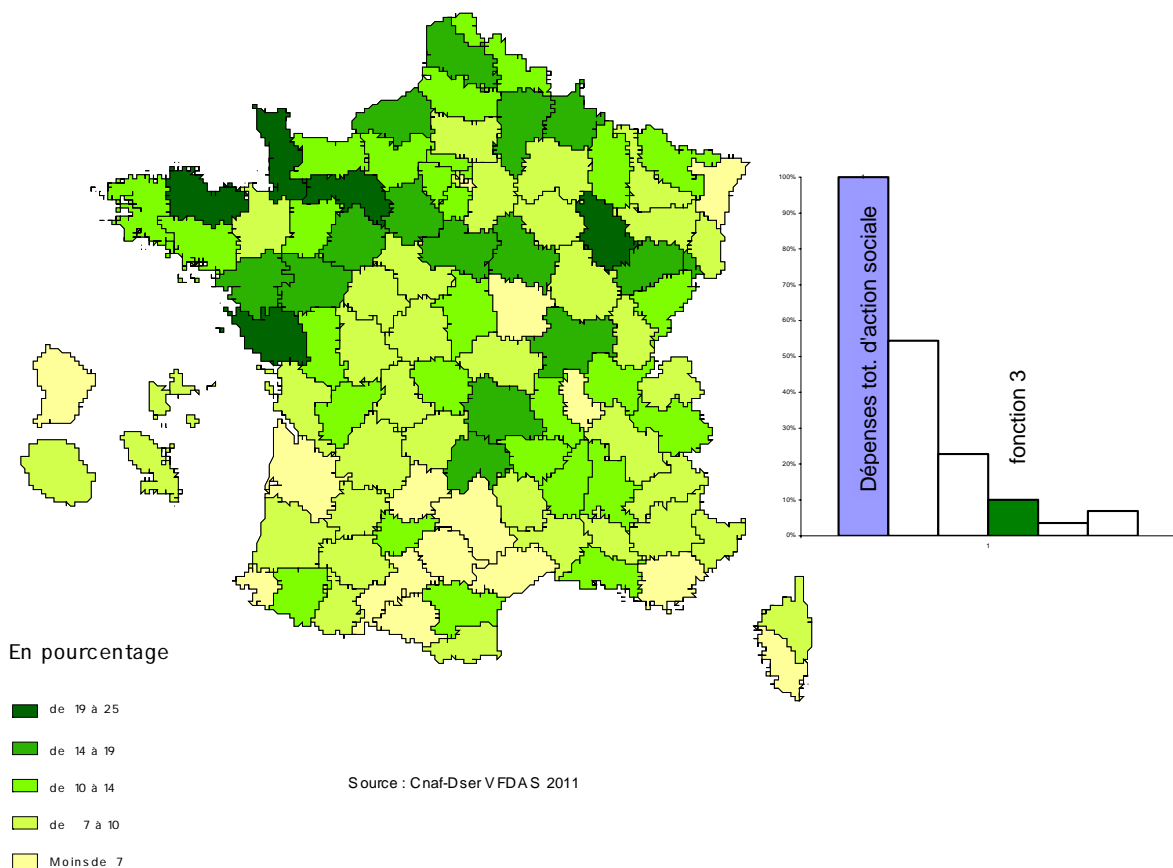 100%
90%
80%
70%
60%
50%
40%
30%
20%
10%
0%
Dépenses tot. d'action sociale
fonction 3
1
En pourcentage
de 19 à 25
de 14 à 19
de 10 à 14
de 7 à 10
Moins de 7
Source : Cnaf-Dser VFDAS 2011